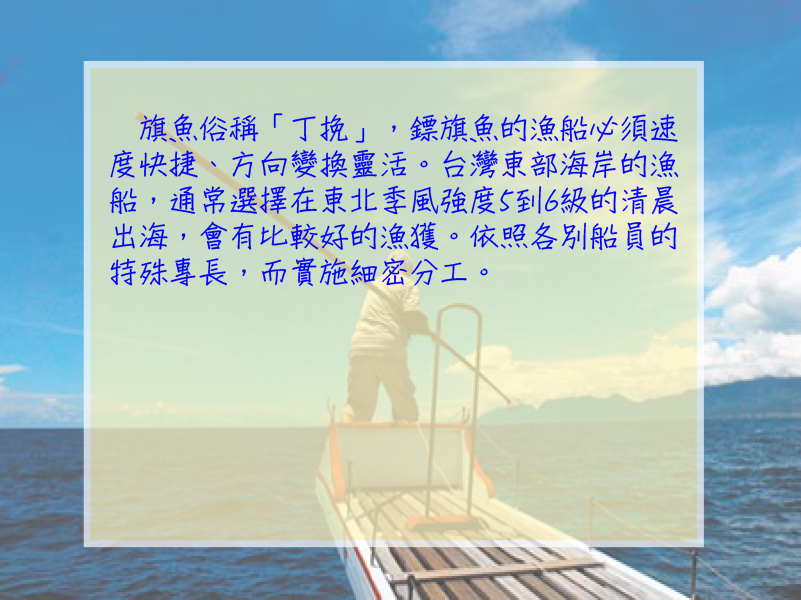 旗魚俗稱「丁挽」，鏢旗魚的漁船必須速
度快捷、方向變換靈活。台灣東部海岸的漁
船，通常選擇在東北季風強度5到6級的清晨
出海，會有比較好的漁獲。依照各別船員的
特殊專長，而實施細密分工。